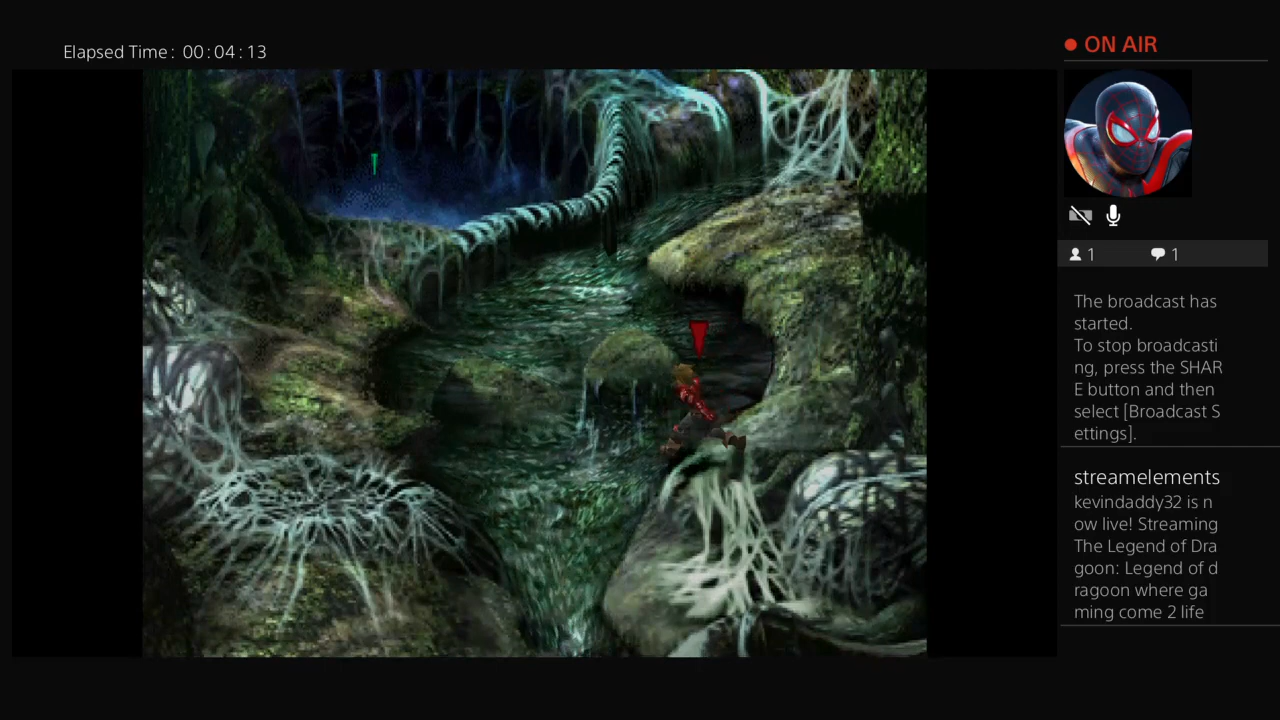 Elapsed Time: 00:04:13
ON AIR
1 1
The broadcast has
started.
To stop broadcasti
ng, press the SHAR
E button and then
select [Broadcast S
ettings].
streamelements
kevindaddy32 is n
ow live! Streaming
The Legend of Dra
goon: Legend of d
ragoon where ga
ming come 2 life